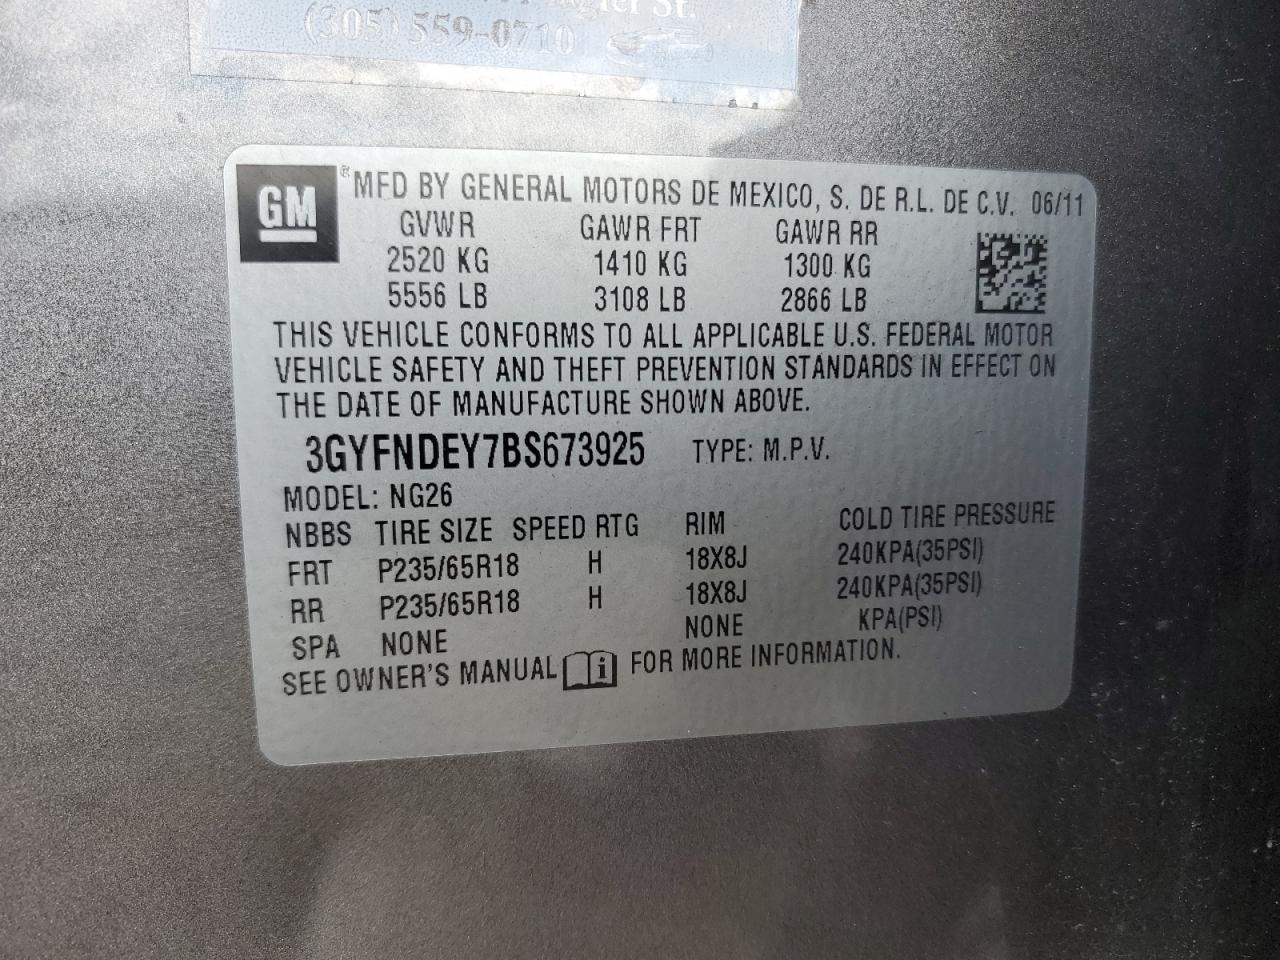 St.
(305) 559-0710
GM ® MFD BY GENERAL MOTORS DE MEXICO, S. DE R.L. DE C.V. 06/11
GVWR GAWR FRT GAWR RR
2520 KG 1410 KG 1300 KG
5556 LB 3108 LB 2866 LB
THIS VEHICLE CONFORMS TO ALL APPLICABLE U.S. FEDERAL MOTOR
VEHICLE SAFETY AND THEFT PREVENTION STANDARDS IN EFFECT ON
THE DATE OF MANUFACTURE SHOWN ABOVE.
3GYFNDEY7BS673925 TYPE: M.P.V.
MODEL: NG26
NBBS TIRE SIZE SPEED RTG RIM COLD TIRE PRESSURE
FRT P235/65R18 H 18X8J 240KPA(35PSI)
RR P235/65R18 H 18X8J 240KPA(35PSI)
SPA NONE NONE KPA(PSI)
SEE OWNER'S MANUAL i FOR MORE INFORMATION.